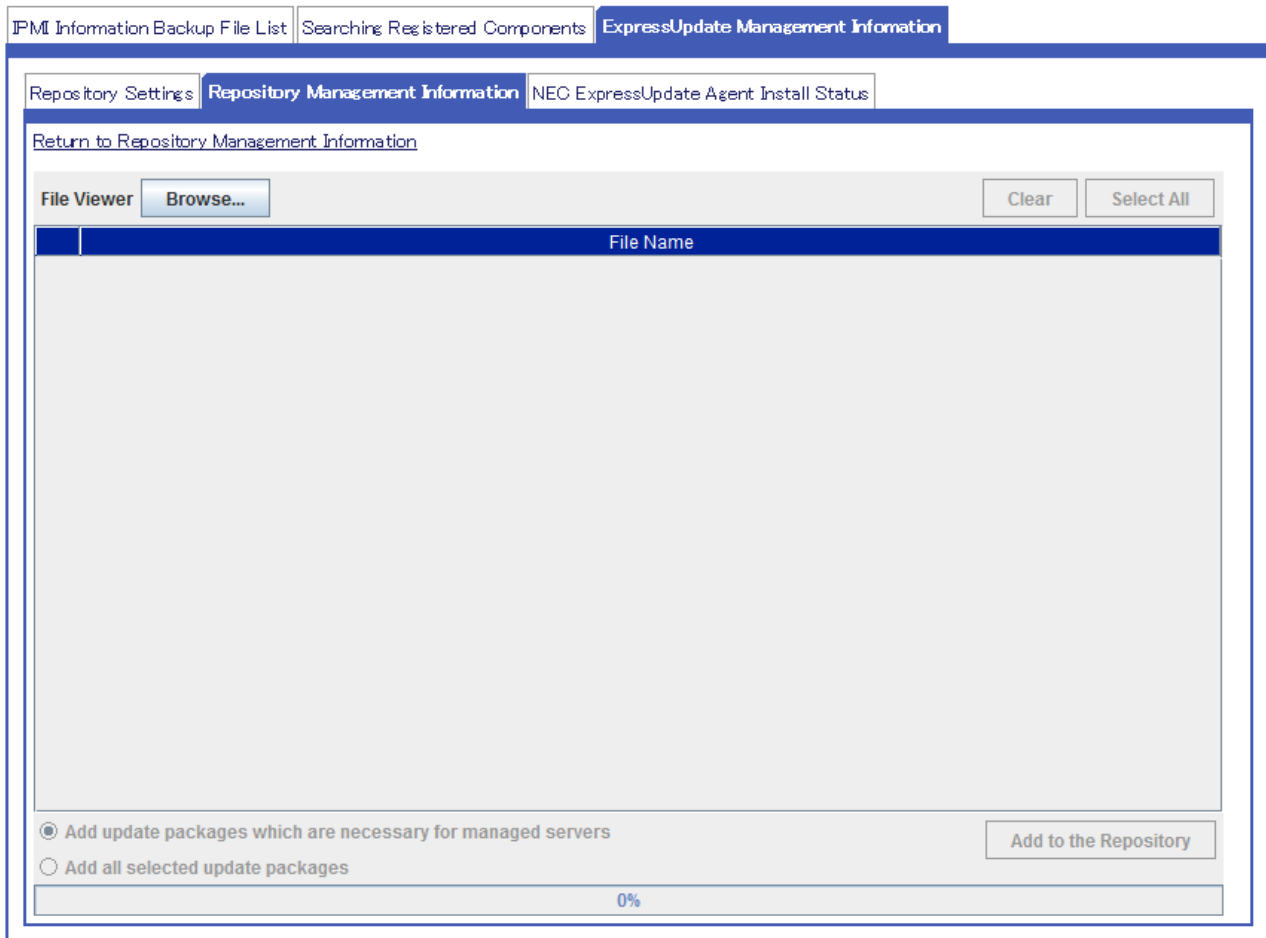 IPMI Information Backup File List Searching Registered Components ExpressUpdate Management Infomation
Repository Settings Repository Management Information NEC ExpressUpdate Agent Install Status
Return to Repository Management Information
File Viewer Browse... Clear Select All
File Name
Add update packages which are necessary for managed servers
Add to the Repository
Add all selected update packages
0%